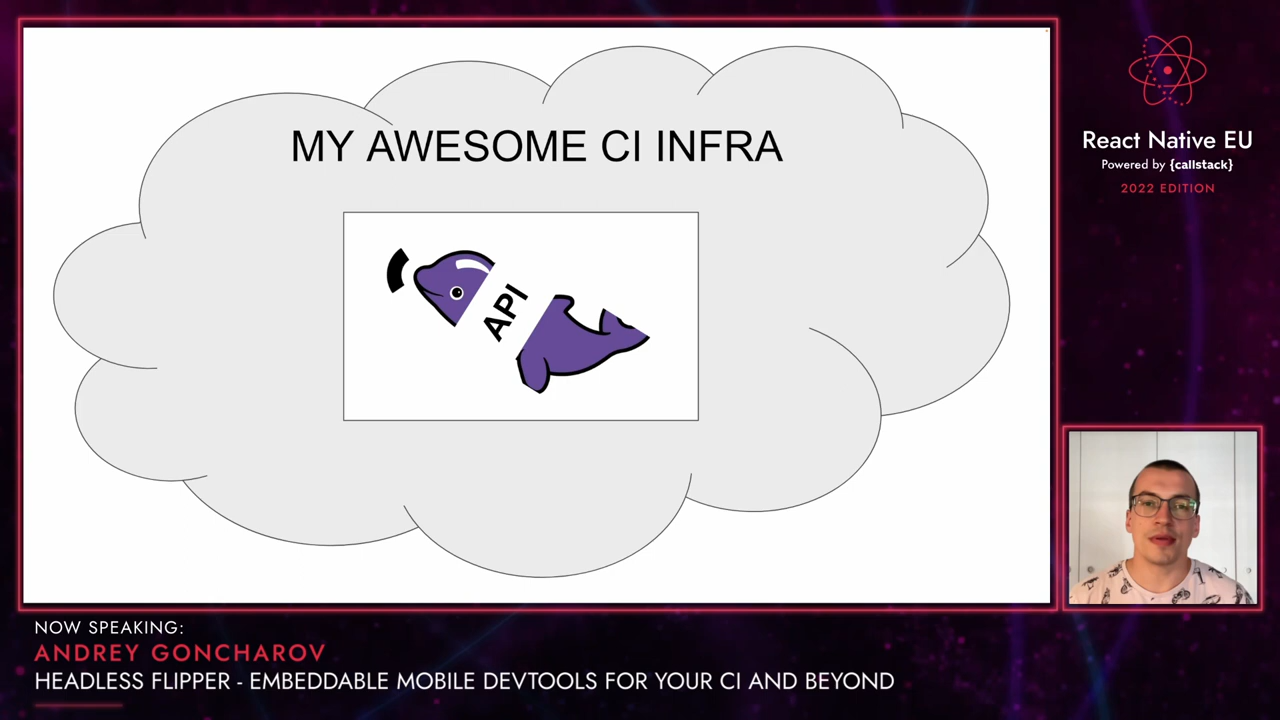 MY AWESOME CI INFRA
API
React Native EU
Powered by {callstack}
2022 EDITION
NOW SPEAKING:
ANDREY GONCHAROV
HEADLESS FLIPPER - EMBEDDABLE MOBILE DEVTOOLS FOR YOUR CI AND BEYOND